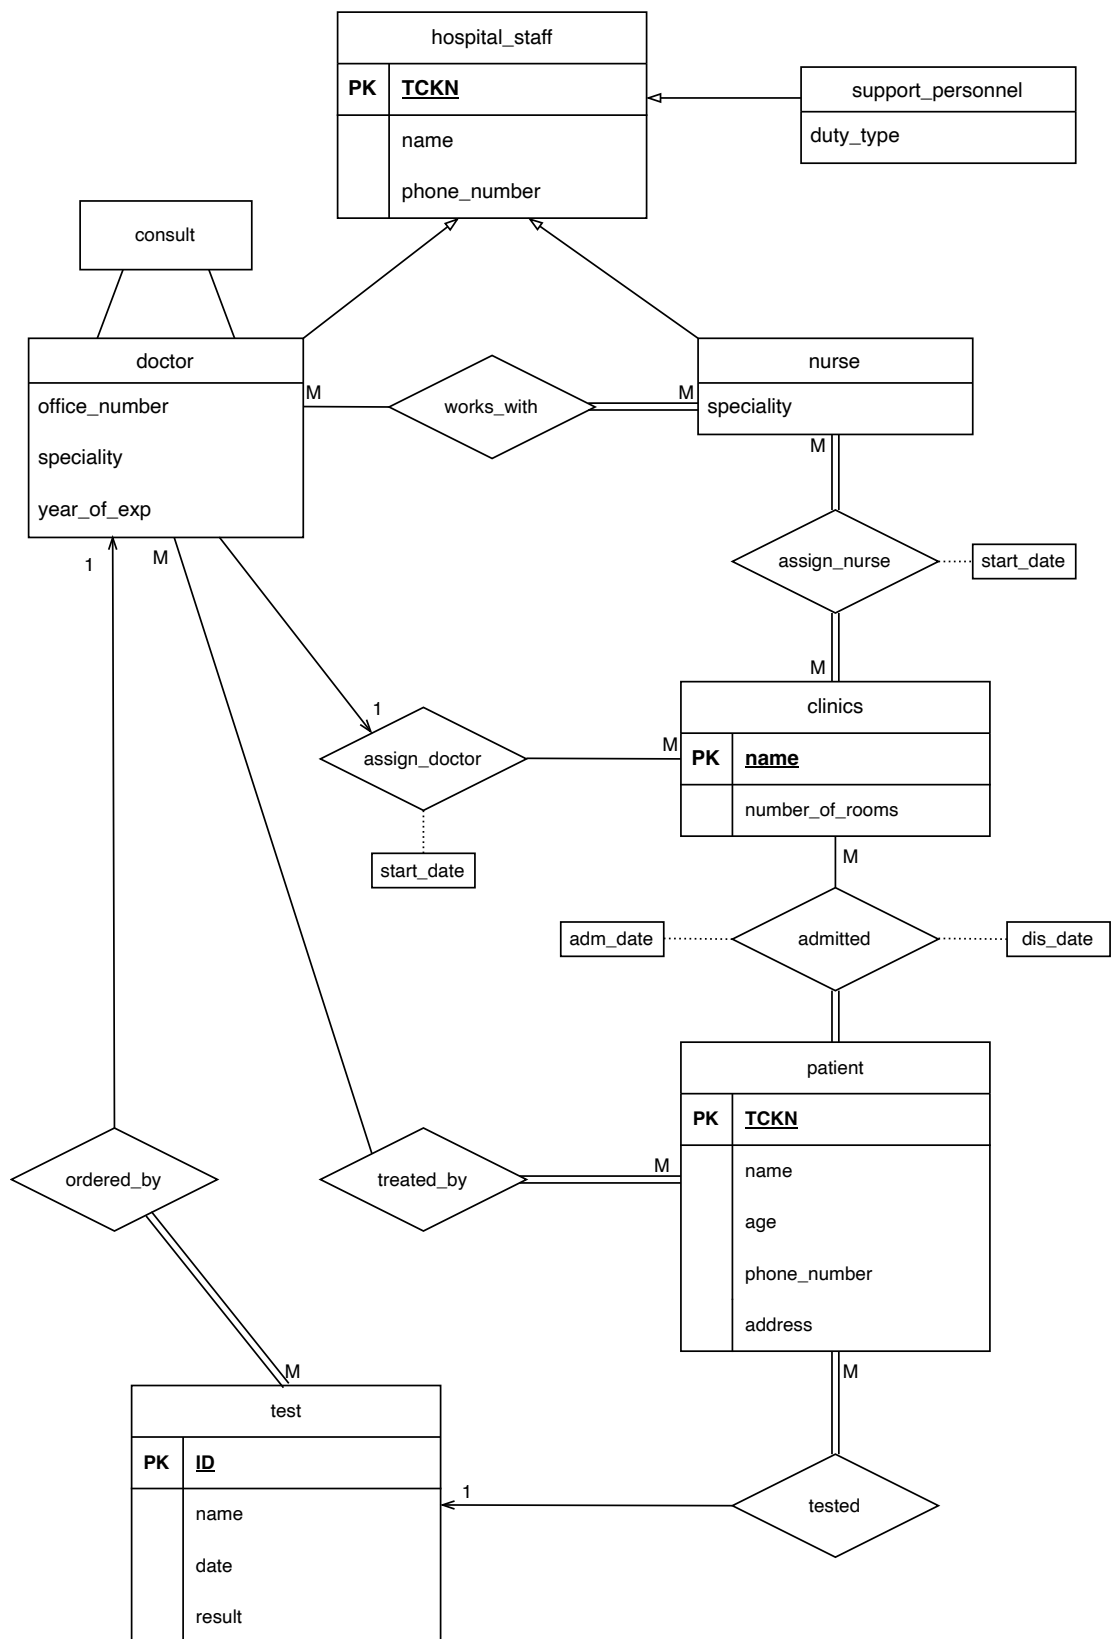 hospital_staff
PK TCKN
name
phone_number
support_personnel
duty_type
consult
doctor
office_number
speciality
year_of_exp
M
works_with
M
nurse
speciality
M
assign_nurse
start_date
M
1
M
1
assign_doctor
start_date
M
clinics
PK name
number_of_rooms
M
adm_date
admitted
dis_date
patient
PK TCKN
name
age
phone_number
address
M
ordered_by
treated_by
M
M
test
PK ID
name
date
result
1
tested